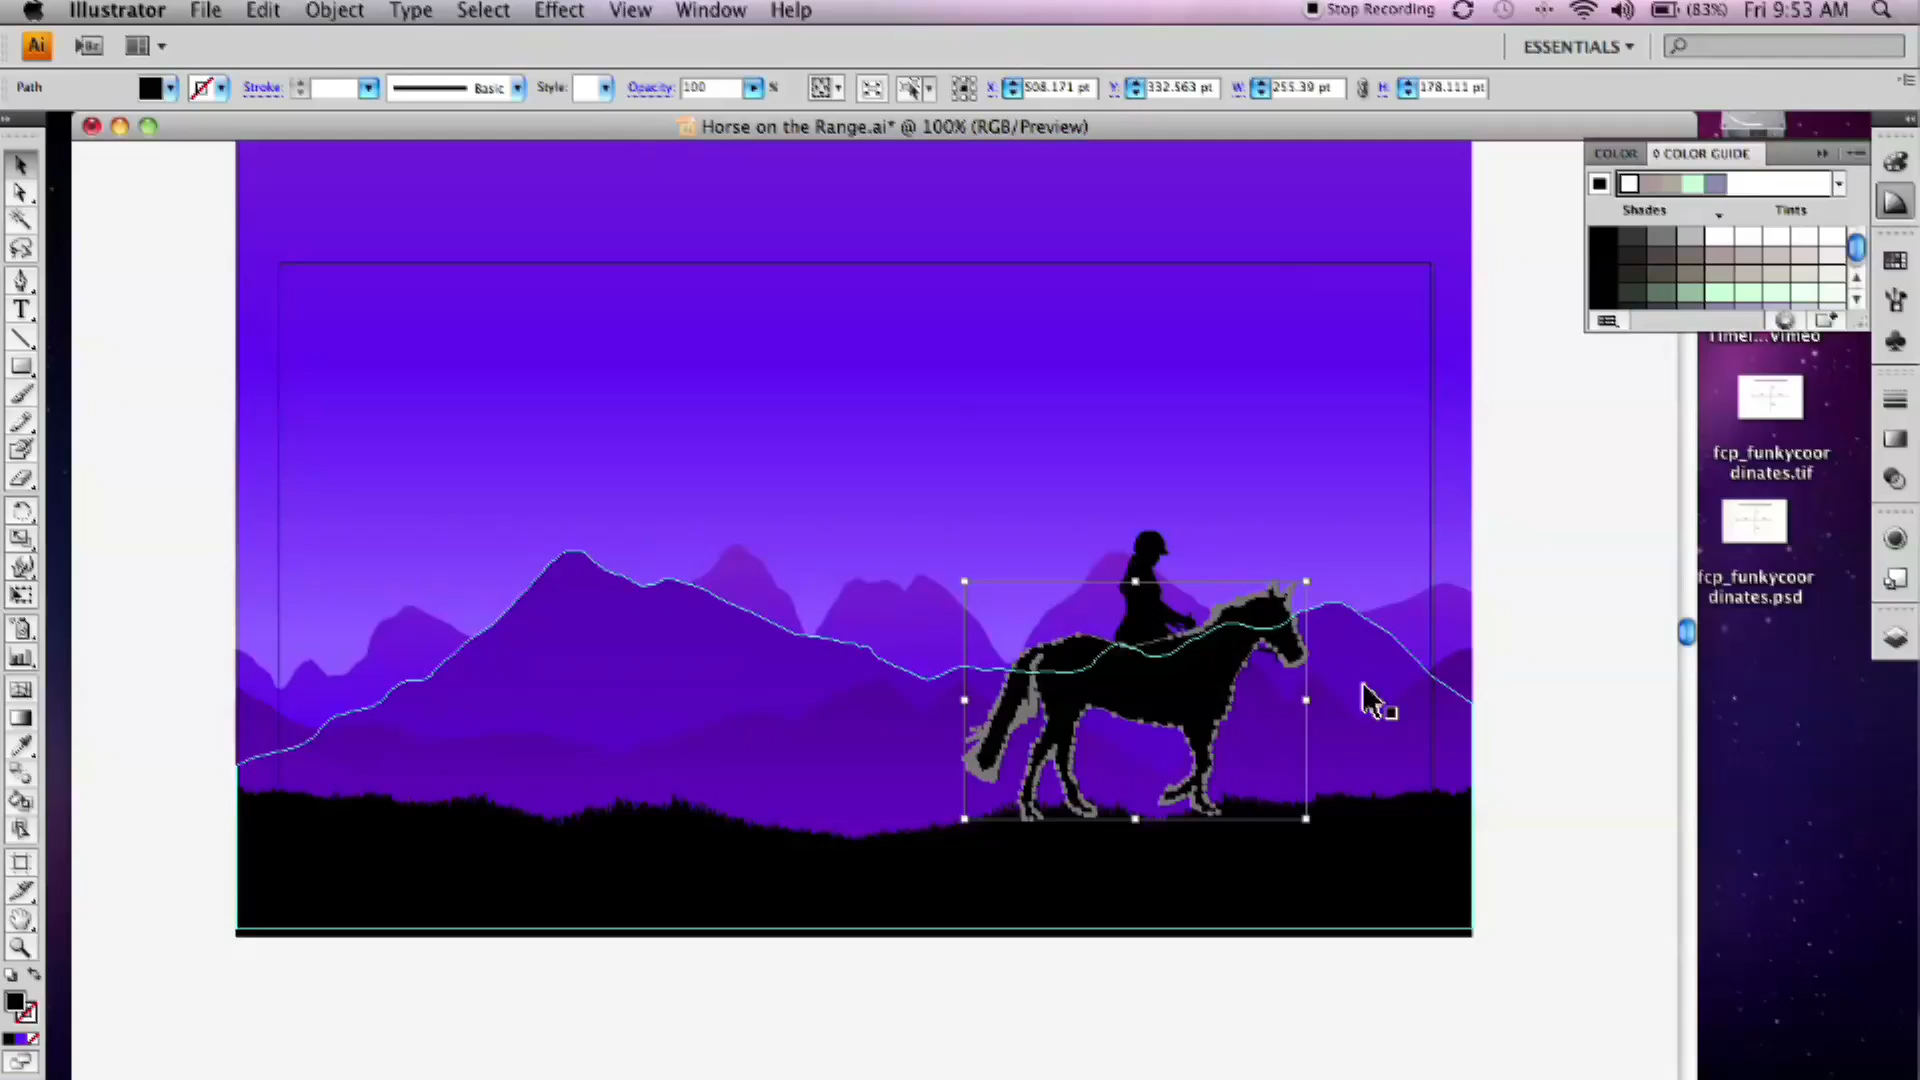 Illustrator File Edit Object Type Select Effect View Window Help Stop Recording (83%) Fri 9:53 AM
Ai Br ESSENTIALS
Path Stroke: Basic Style: Opacity: 100 % X: 508.171 pt Y: 332.563 pt W: 255.39 pt H: 178.111 pt
Horse on the Range.ai* @ 100% (RGB/Preview)
COLOR COLOR GUIDE
Shades Tints
fcp_funkycoor
dinates.tif
fcp_funkycoor
dinates.psd